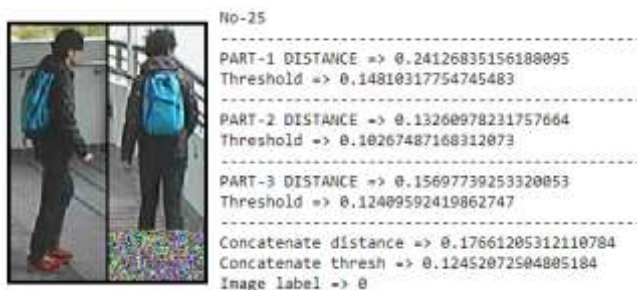 No-25
PART-1 DISTANCE => 0.24126835156188095
Threshold => 0.14810317754745483
PART-2 DISTANCE => 0.13260978231757664
Threshold => 0.10267487168312073
PART-3 DISTANCE => 0.15697739253320053
Threshold => 0.12409592419862747
Concatenate distance => 0.17661205312110784
Concatenate thresh => 0.12452072504805184
Image label => 0